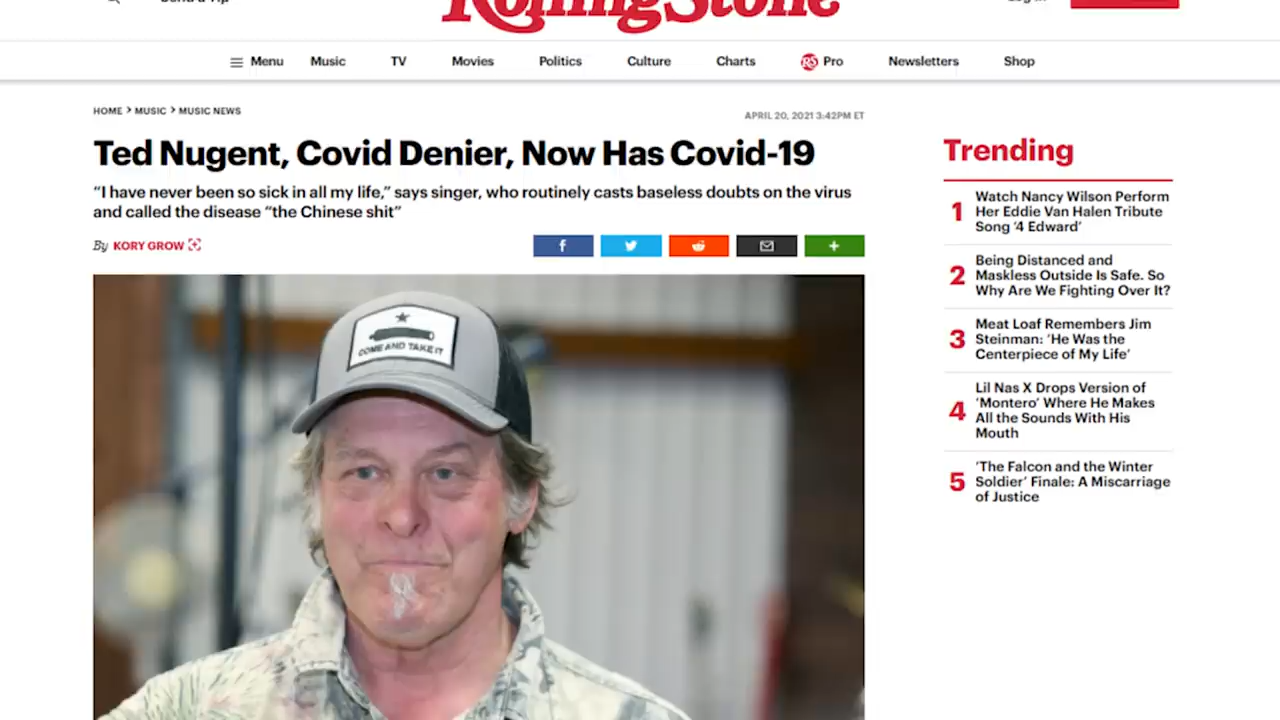 Send a Tip
RollingStone
Log In
Menu Music TV Movies Politics Culture Charts RS Pro Newsletters Shop
HOME > MUSIC > MUSIC NEWS
APRIL 20, 2021 3:42PM ET
Ted Nugent, Covid Denier, Now Has Covid-19
“I have never been so sick in all my life,” says singer, who routinely casts baseless doubts on the virus
and called the disease “the Chinese shit”
By KORY GROW
COME AND TAKE IT
Trending
1 Watch Nancy Wilson Perform
Her Eddie Van Halen Tribute
Song ‘4 Edward’
2 Being Distanced and
Maskless Outside Is Safe. So
Why Are We Fighting Over It?
3 Meat Loaf Remembers Jim
Steinman: ‘He Was the
Centerpiece of My Life’
4 Lil Nas X Drops Version of
‘Montero’ Where He Makes
All the Sounds With His
Mouth
5 ‘The Falcon and the Winter
Soldier’ Finale: A Miscarriage
of Justice